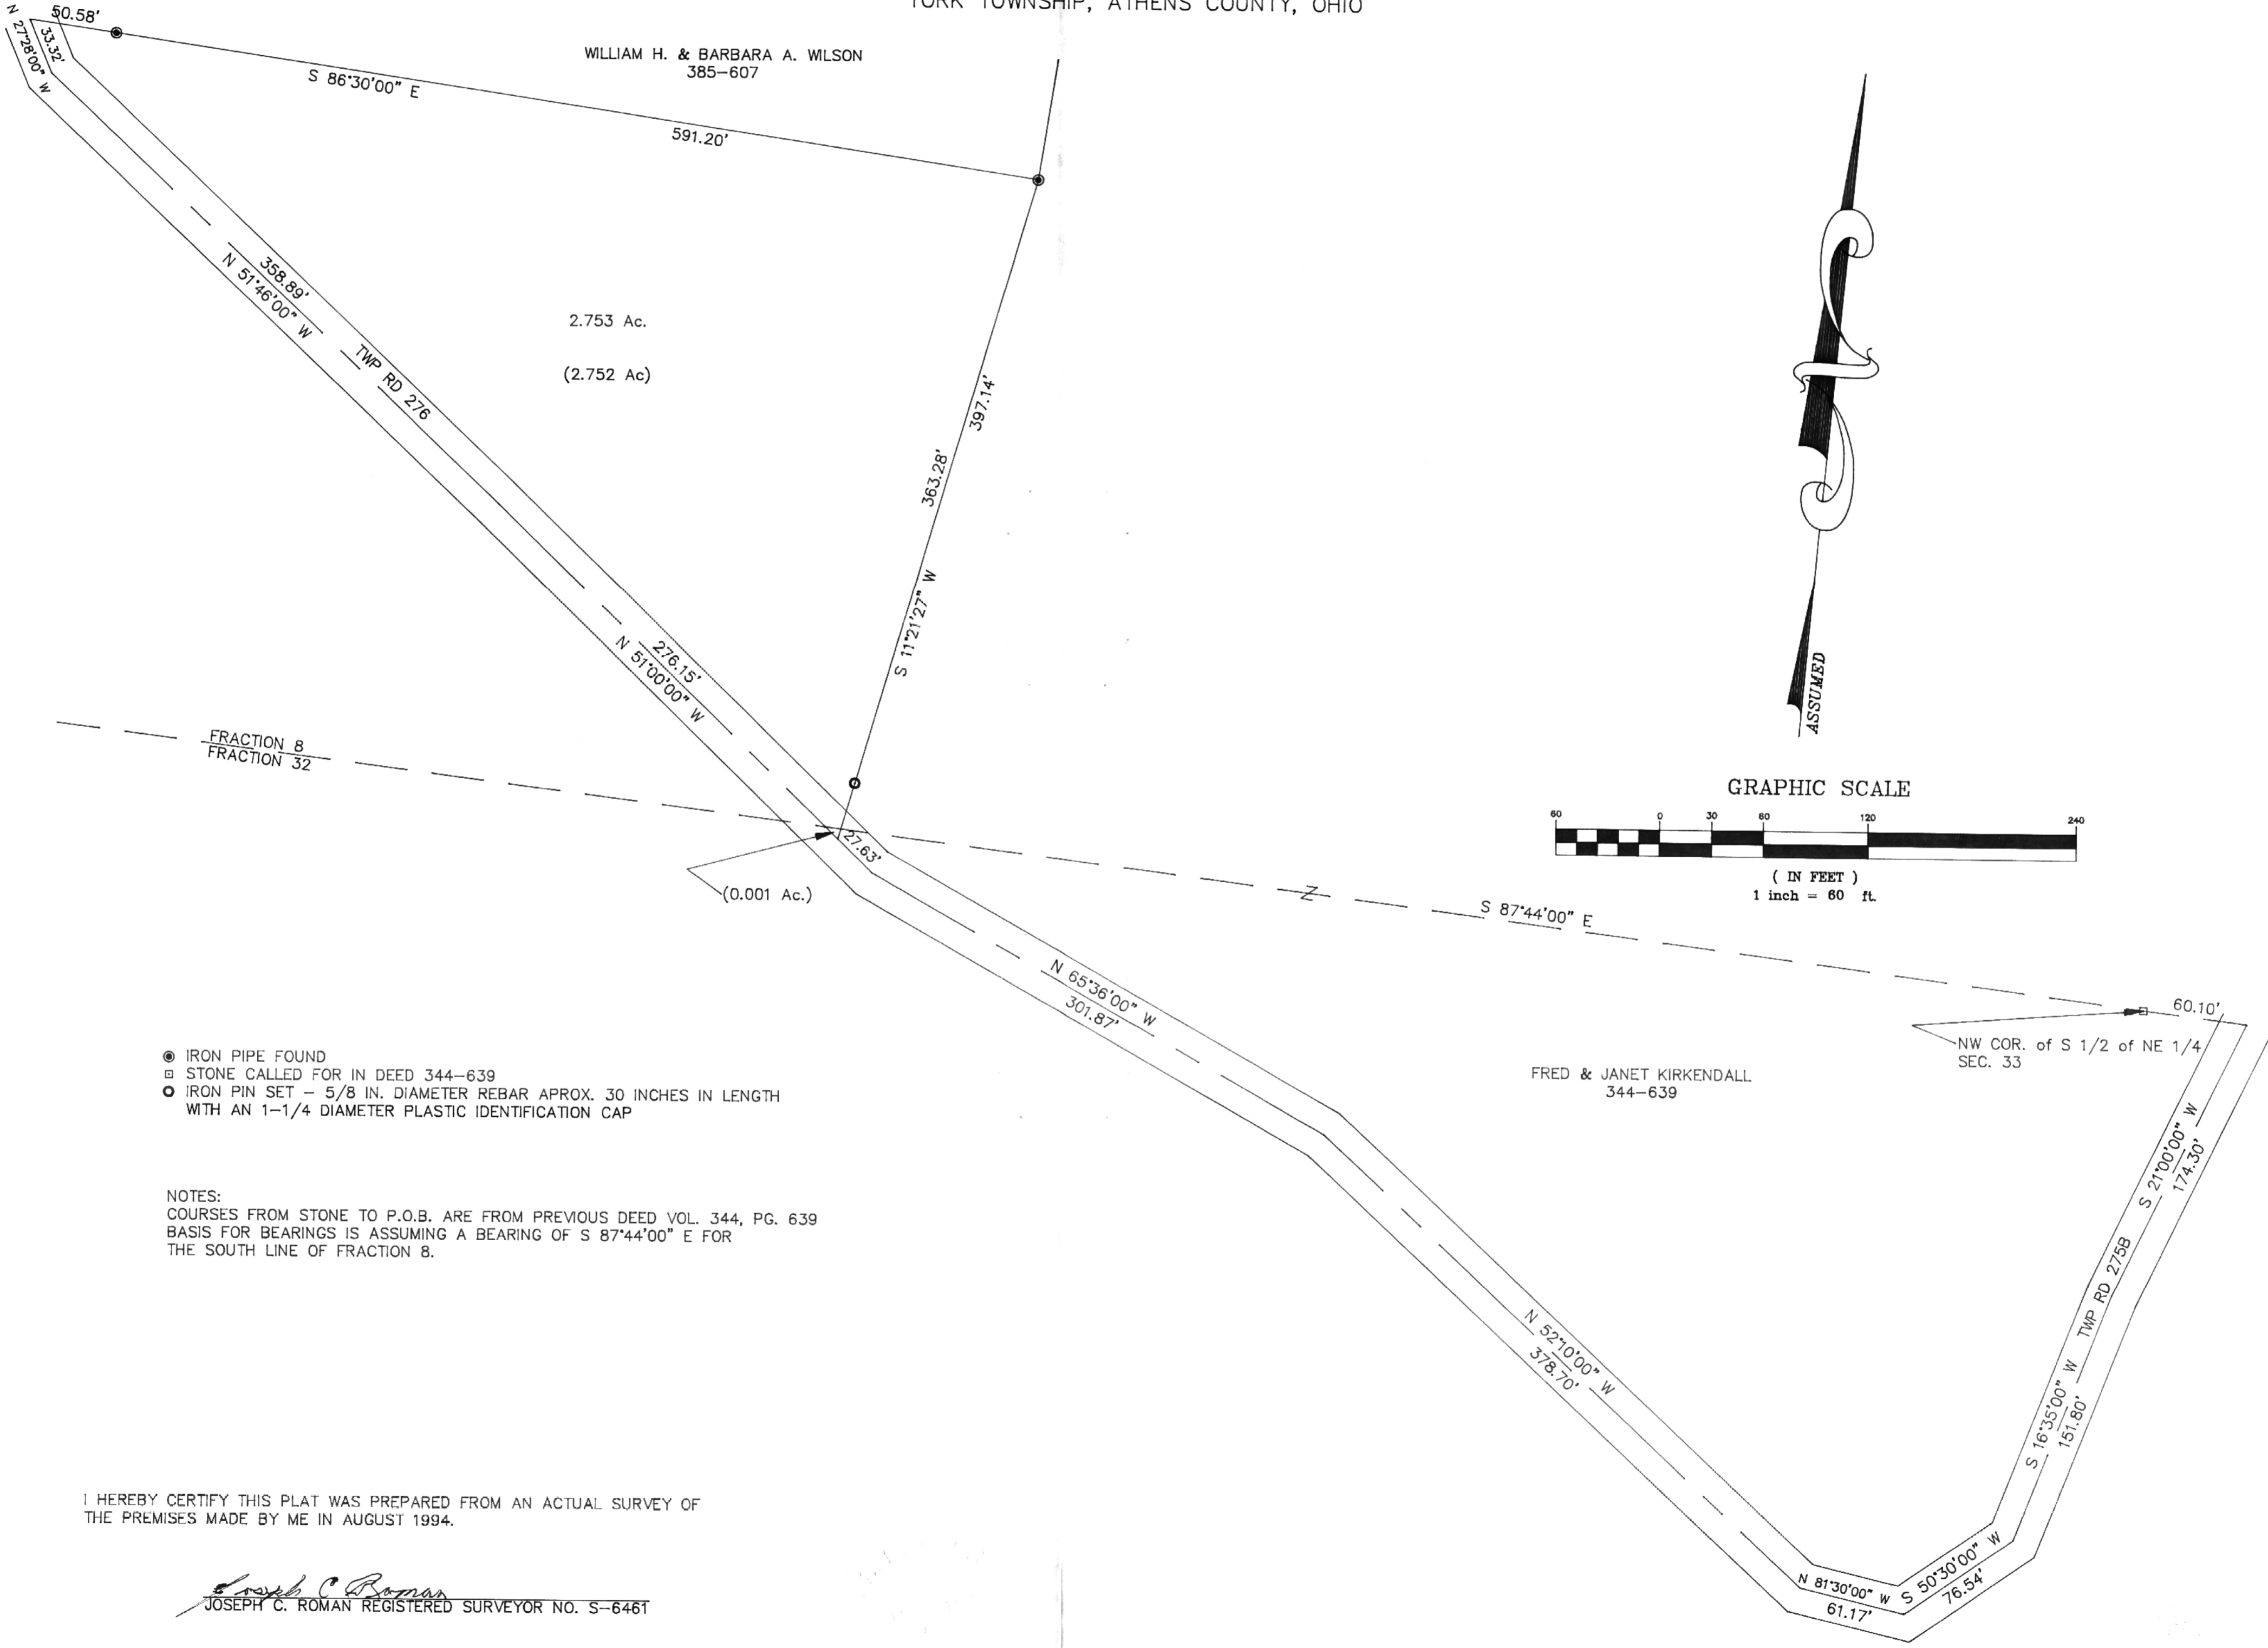 YORK TOWNSHIP, ATHENS COUNTY, OHIO
50.58'
33.32'
N 27°28'00" W
S 86°30'00" E
591.20'
WILLIAM H. & BARBARA A. WILSON
385-607
358.89'
N 51°46'00" W
TWP RD 276
2.753 Ac.
(2.752 Ac)
397.14'
363.28'
S 11°21'27" W
276.15'
N 51°00'00" W
FRACTION 8
FRACTION 32
27.63'
(0.001 Ac.)
ASSUMED
GRAPHIC SCALE
60 0 30 60 120 240
( IN FEET )
1 inch = 60 ft.
Z
S 87°44'00" E
60.10'
NW COR. of S 1/2 of NE 1/4
SEC. 33
N 65°36'00" W
301.87'
FRED & JANET KIRKENDALL
344-639
S 21°00'00" W
174.30'
TWP RD 275B
S 16°35'00" W
151.80'
N 52°10'00" W
378.70'
S 50°30'00" W
76.54'
N 81°30'00" W
61.17'
IRON PIPE FOUND
STONE CALLED FOR IN DEED 344-639
IRON PIN SET - 5/8 IN. DIAMETER REBAR APROX. 30 INCHES IN LENGTH
WITH AN 1-1/4 DIAMETER PLASTIC IDENTIFICATION CAP
NOTES:
COURSES FROM STONE TO P.O.B. ARE FROM PREVIOUS DEED VOL. 344, PG. 639
BASIS FOR BEARINGS IS ASSUMING A BEARING OF S 87°44'00" E FOR
THE SOUTH LINE OF FRACTION 8.
I HEREBY CERTIFY THIS PLAT WAS PREPARED FROM AN ACTUAL SURVEY OF
THE PREMISES MADE BY ME IN AUGUST 1994.
Joseph C Roman
JOSEPH C. ROMAN REGISTERED SURVEYOR NO. S-6461